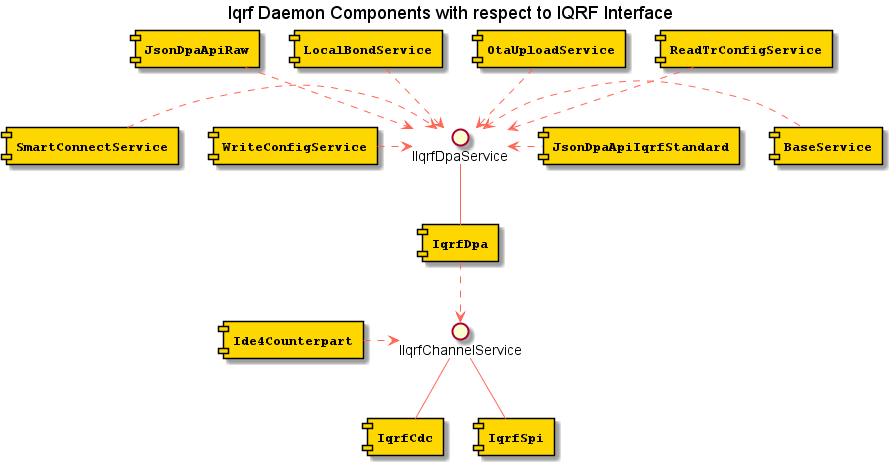 Iqrf Daemon Components with respect to IQRF Interface
JsonDpaApiRaw
LocalBondService
OtaUploadService
ReadTrConfigService
SmartConnectService
WriteConfigService
IIqrfDpaService
JsonDpaApiIqrfStandard
BaseService
IqrfDpa
Ide4Counterpart
IIqrfChannelService
IqrfCdc
IqrfSpi